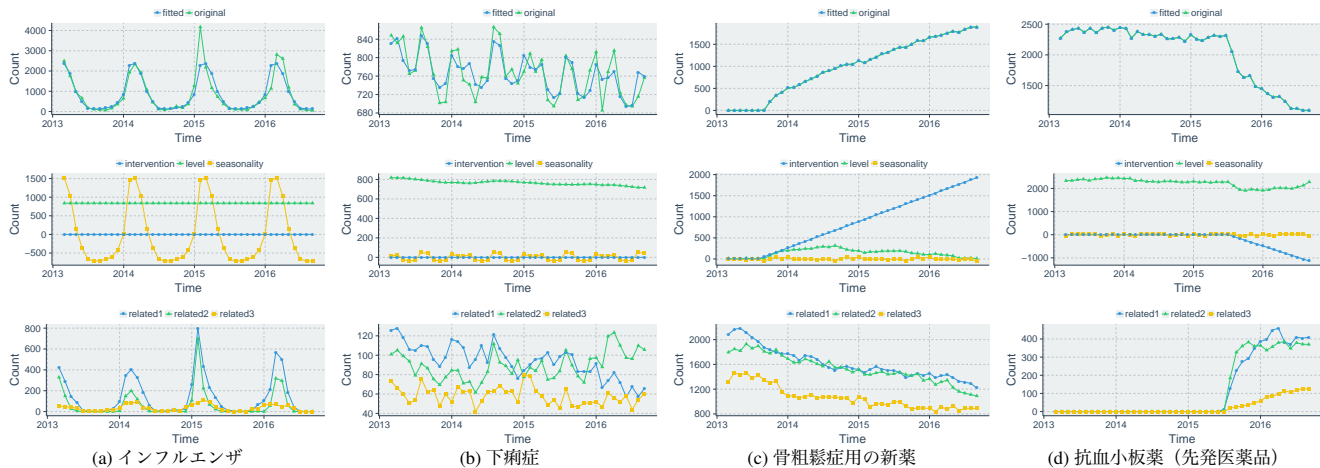 fitted original
Count
4000
3000
2000
1000
0
2013 2014 2015 2016
Time
intervention level seasonality
Count
1500
1000
500
0
−500
2013 2014 2015 2016
Time
related1 related2 related3
Count
800
600
400
200
0
2013 2014 2015 2016
Time
(a) インフルエンザ
fitted original
Count
840
800
760
720
680
2013 2014 2015 2016
Time
intervention level seasonality
Count
800
600
400
200
0
2013 2014 2015 2016
Time
related1 related2 related3
Count
120
100
80
60
40
2013 2014 2015 2016
Time
(b) 下痢症
fitted original
Count
1500
1000
500
0
2013 2014 2015 2016
Time
intervention level seasonality
Count
2000
1500
1000
500
0
2013 2014 2015 2016
Time
related1 related2 related3
Count
2000
1600
1200
800
2013 2014 2015 2016
Time
(c) 骨粗鬆症用の新薬
fitted original
Count
2500
2000
1500
2013 2014 2015 2016
Time
intervention level seasonality
Count
2000
1000
0
−1000
2013 2014 2015 2016
Time
related1 related2 related3
Count
400
300
200
100
0
2013 2014 2015 2016
Time
(d) 抗血小板薬（先発医薬品）